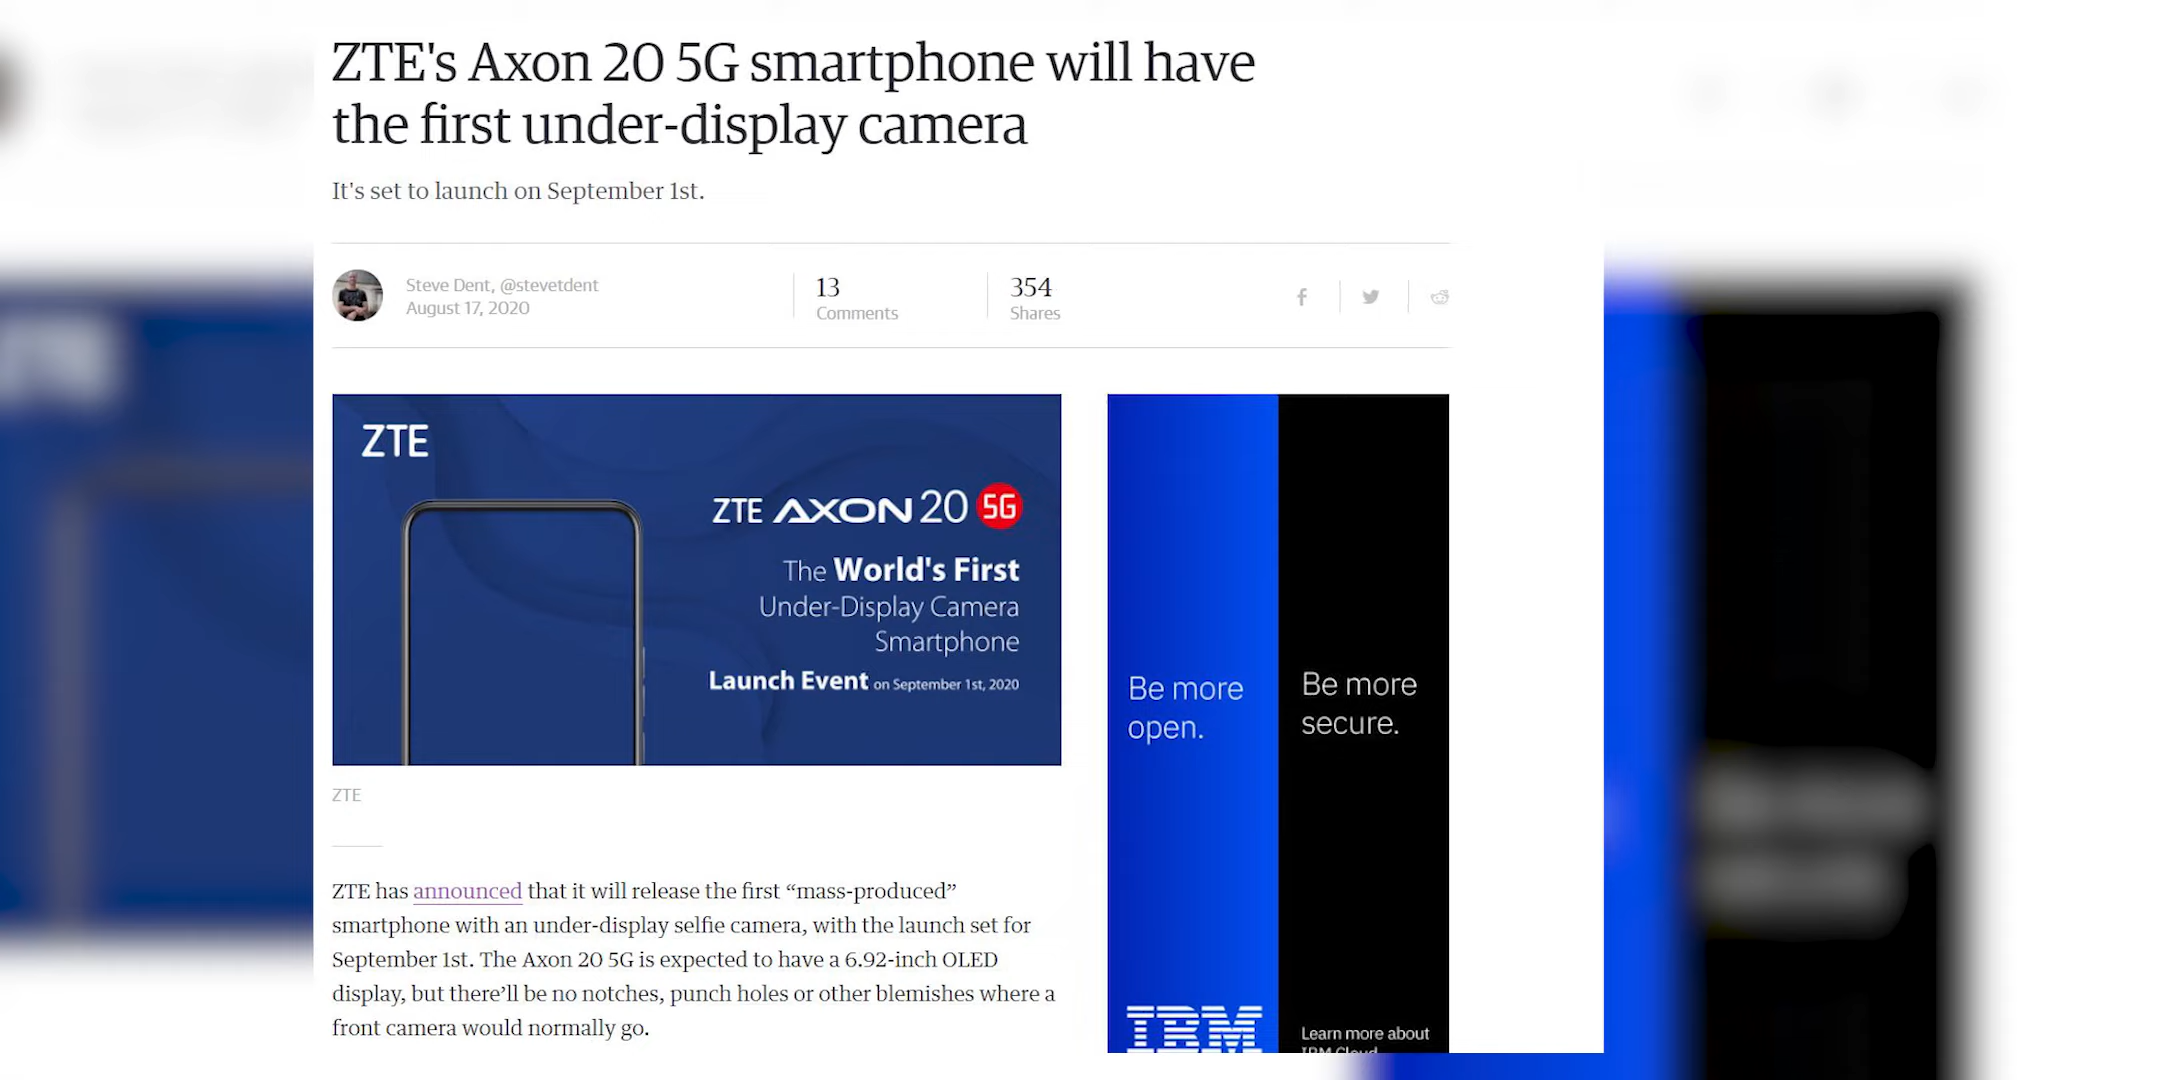 ZTE's Axon 20 5G smartphone will have
the first under-display camera
It's set to launch on September 1st.
Steve Dent, @stevetdent
August 17, 2020
13
Comments
354
Shares
ZTE
ZTE AXON 20 5G
The World's First
Under-Display Camera
Smartphone
Launch Event on September 1st, 2020
Be more
open.
Be more
secure.
ZTE
ZTE has announced that it will release the first “mass-produced”
smartphone with an under-display selfie camera, with the launch set for
September 1st. The Axon 20 5G is expected to have a 6.92-inch OLED
display, but there’ll be no notches, punch holes or other blemishes where a
front camera would normally go.
IBM
Learn more about
IBM Cloud